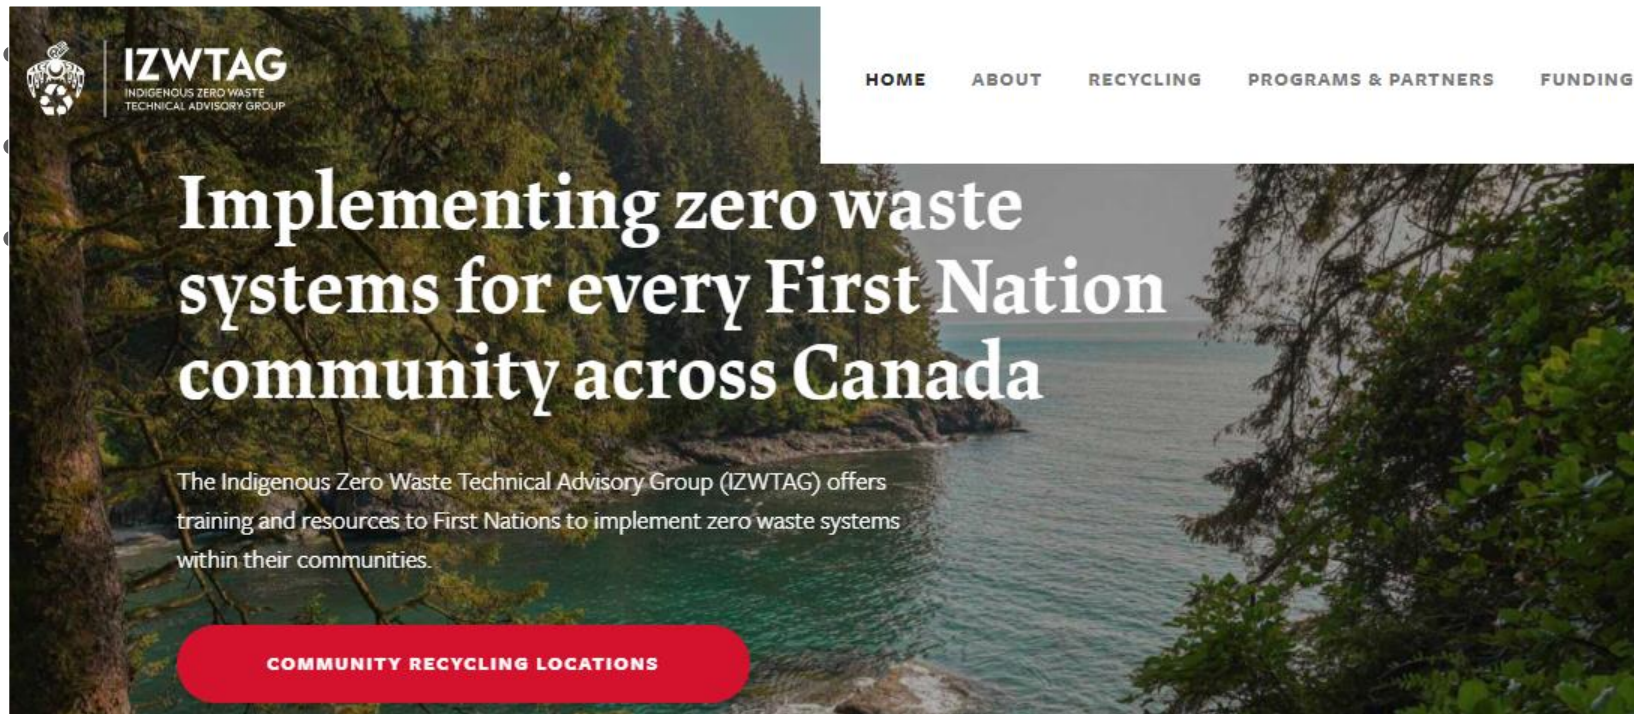 IZWTAG
INDIGENOUS ZERO WASTE
TECHNICAL ADVISORY GROUP
HOME ABOUT RECYCLING PROGRAMS & PARTNERS FUNDING
Implementing zero waste
systems for every First Nation
community across Canada
The Indigenous Zero Waste Technical Advisory Group (IZWTAG) offers
training and resources to First Nations to implement zero waste systems
within their communities.
COMMUNITY RECYCLING LOCATIONS